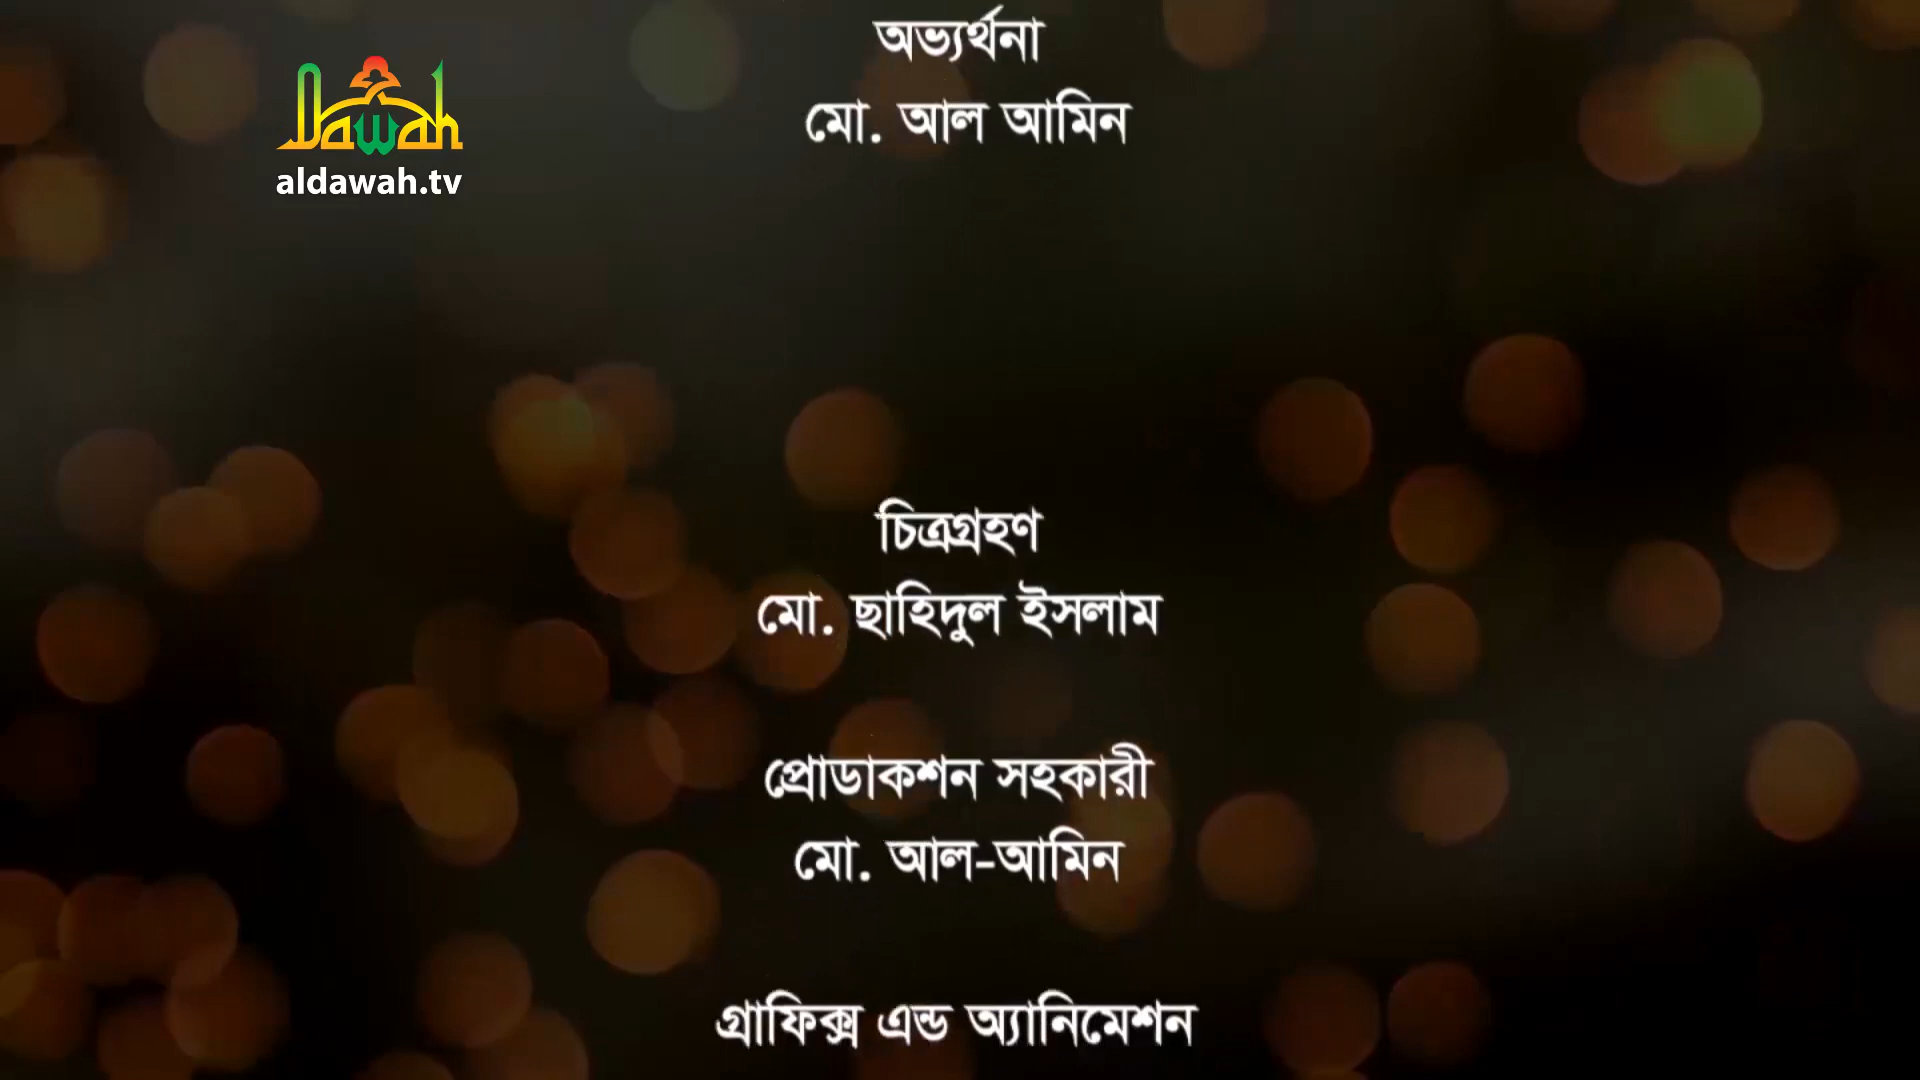 Dawah
aldawah.tv
অভ্যর্থনা
মো. আল আমিন
চিত্রগ্রহণ
মো. ছাহিদুল ইসলাম
প্রোডাকশন সহকারী
মো. আল-আমিন
গ্রাফিক্স এন্ড অ্যানিমেশন